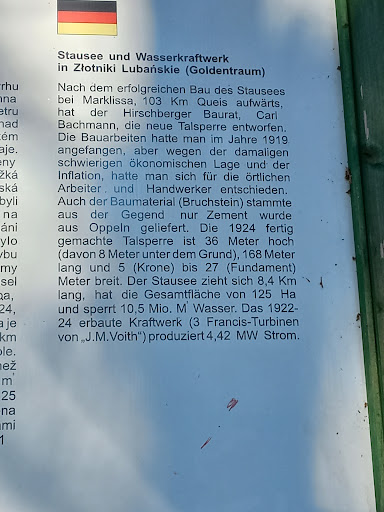 Stausee und Wasserkraftwerk
in Złotniki Lubańskie (Goldentraum)
Nach dem erfolgreichen Bau des Stausees
bei Marklissa, 103 Km Queis aufwärts,
hat der Hirschberger Baurat, Carl
Bachmann, die neue Talsperre entworfen.
Die Bauarbeiten hatte man im Jahre 1919
angefangen, aber wegen der damaligen
schwierigen ökonomischen Lage und der
Inflation, hatte man sich für die örtlichen
Arbeiter und Handwerker entschieden.
Auch der Baumaterial (Bruchstein) stammte
aus der Gegend nur Zement wurde
aus Oppeln geliefert. Die 1924 fertig
gemachte Talsperre ist 36 Meter hoch
(davon 8 Meter unter dem Grund), 168 Meter
lang und 5 (Krone) bis 27 (Fundament)
Meter breit. Der Stausee zieht sich 8,4 Km
lang, hat die Gesamtfläche von 125 Ha
und sperrt 10,5 Mio. M³ Wasser. Das 1922-
24 erbaute Kraftwerk (3 Francis-Turbinen
von „J.M.Voith") produziert 4,42 MW Strom.